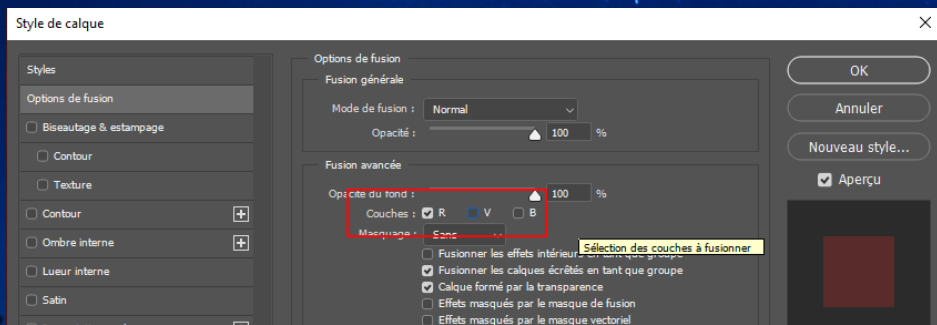 Style de calque
Styles
Options de fusion
Biseautage & estampage
Contour
Texture
Contour
Ombre interne
Lueur interne
Satin
Options de fusion
Fusion générale
Mode de fusion : Normal
Opacité : 100 %
Fusion avancée
Opacité du fond : 100 %
Couches : R V B
Masquage : Sans
Sélection des couches à fusionner
Fusionner les effets intérieurs en tant que groupe
Fusionner les calques écrêtés en tant que groupe
Calque formé par la transparence
Effets masqués par le masque de fusion
Effets masqués par le masque vectoriel
OK
Annuler
Nouveau style...
Aperçu